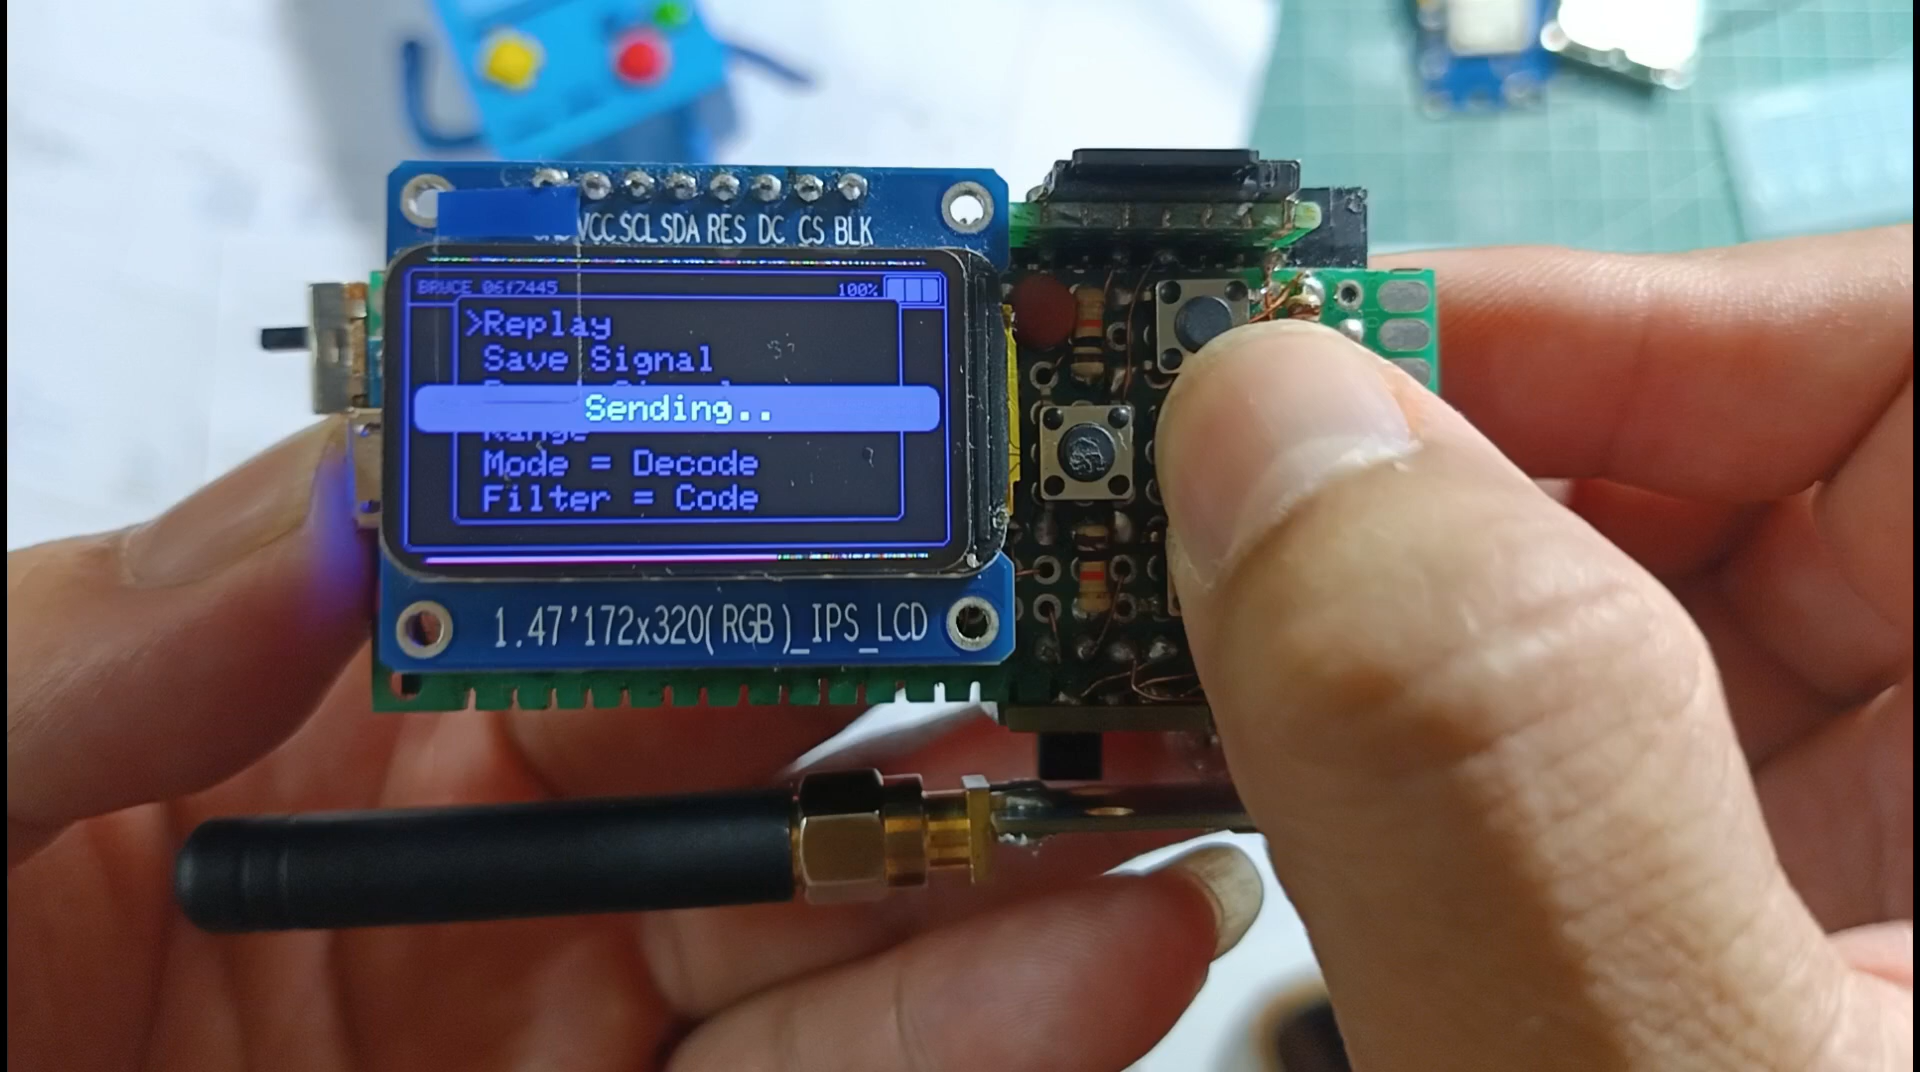 VCC SCL SDA RES DC CS BLK
BRUCE 06f7445 100%
>Replay
Save Signal
Sending..
Range
Mode = Decode
Filter = Code
1.47'172x320(RGB)_IPS_LCD